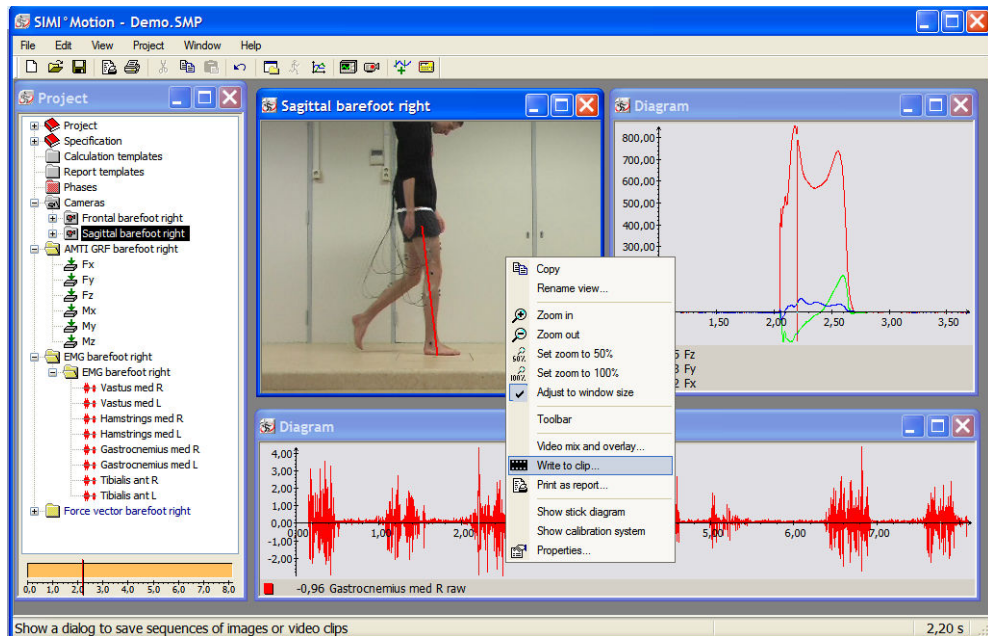 SIMI°Motion - Demo.SMP
File Edit View Project Window Help
Project
Project
Specification
Calculation templates
Report templates
Phases
Cameras
Frontal barefoot right
Sagittal barefoot right
AMTI GRF barefoot right
Fx
Fy
Fz
Mx
My
Mz
EMG barefoot right
EMG barefoot right
Vastus med R
Vastus med L
Hamstrings med R
Hamstrings med L
Gastrocnemius med R
Gastrocnemius med L
Tibialis ant R
Tibialis ant L
Force vector barefoot right
0,0 1,0 2,0 3,0 4,0 5,0 6,0 7,0 8,0
Sagittal barefoot right
Copy
Rename view...
Zoom in
Zoom out
50% Set zoom to 50%
100% Set zoom to 100%
Adjust to window size
Toolbar
Video mix and overlay...
Write to clip...
Print as report...
Show stick diagram
Show calibration system
Properties...
Diagram
800,00
700,00
600,00
500,00
400,00
300,00
1,50 2,00 2,50 3,00 3,50
Fz
Fy
Fx
Diagram
4,00
3,00
2,00
1,00
0,00
-1,00
-2,00
0,00 1,00 2,00 5,00 6,00 7,00
-0,96 Gastrocnemius med R raw
Show a dialog to save sequences of images or video clips
2,20 s